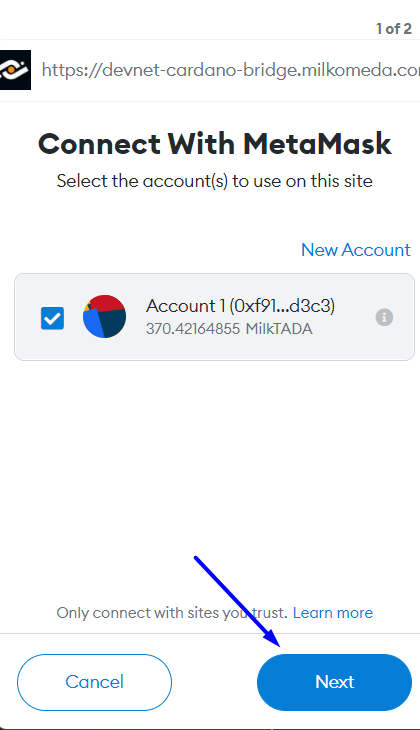 1 of 2
https://devnet-cardano-bridge.milkomeda.co
Connect With MetaMask
Select the account(s) to use on this site
New Account
Account 1 (0xf91...d3c3)
370.42164855 MilkTADA
Only connect with sites you trust. Learn more
Cancel
Next